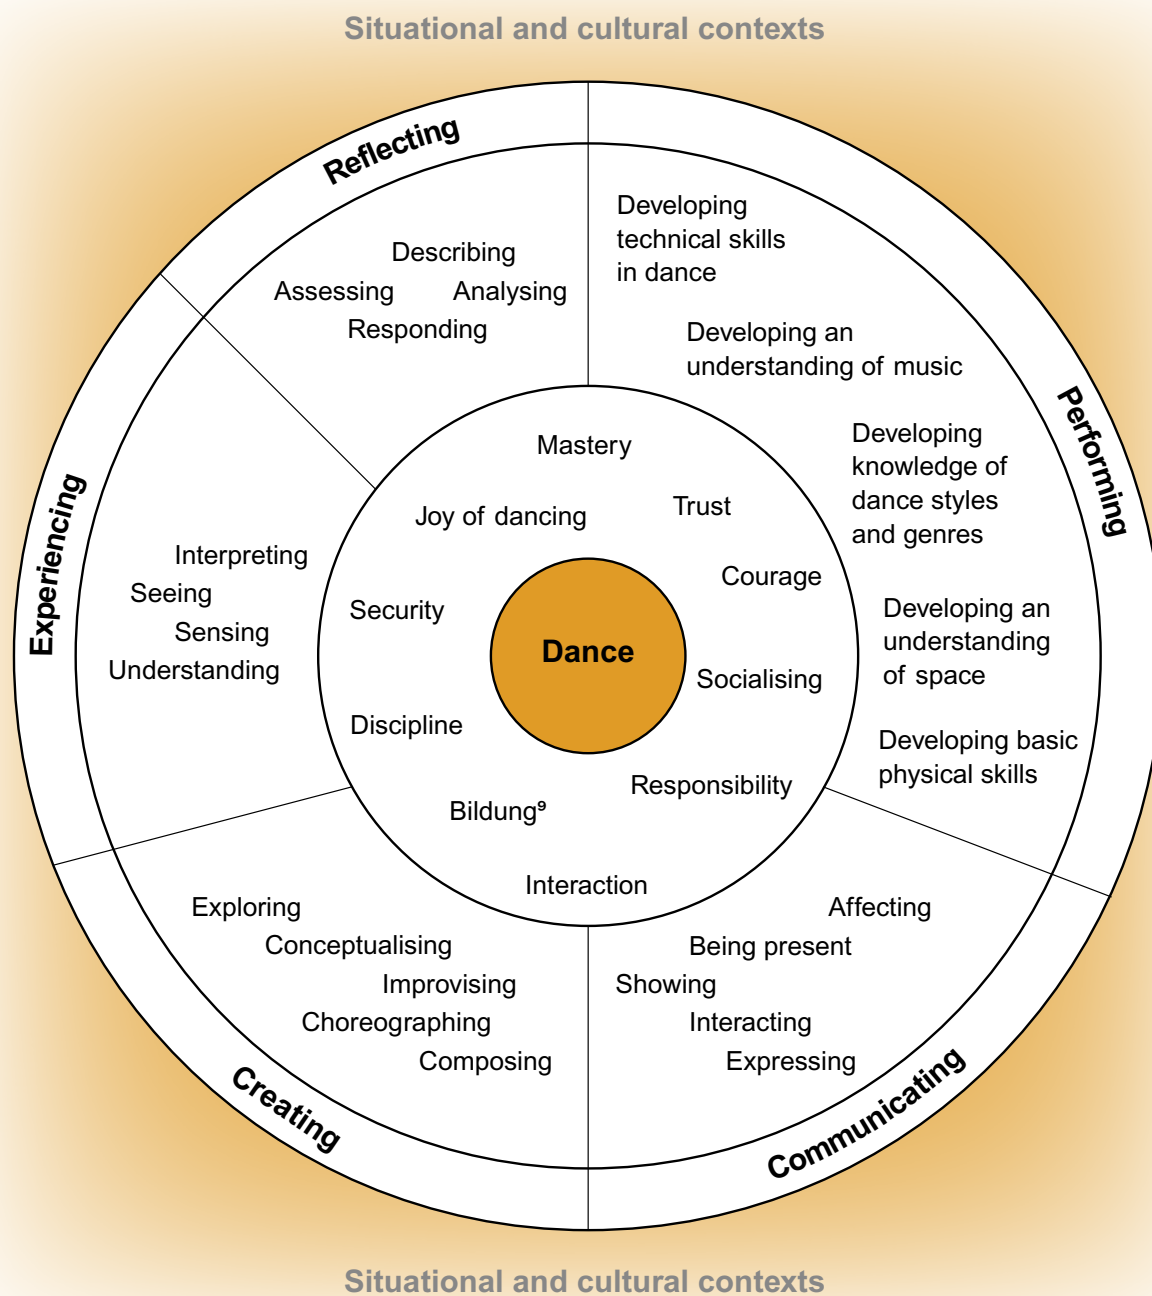 Situational and cultural contexts
Reflecting
Describing
Assessing Analysing
Responding
Performing
Developing
technical skills
in dance
Developing an
understanding of music
Developing
knowledge of
dance styles
and genres
Developing an
understanding
of space
Developing basic
physical skills
Experiencing
Interpreting
Seeing
Sensing
Understanding
Mastery
Joy of dancing
Trust
Courage
Security
Dance
Socialising
Discipline
Responsibility
Bildung⁹
Interaction
Creating
Exploring
Conceptualising
Improvising
Choreographing
Composing
Communicating
Affecting
Being present
Showing
Interacting
Expressing
Situational and cultural contexts